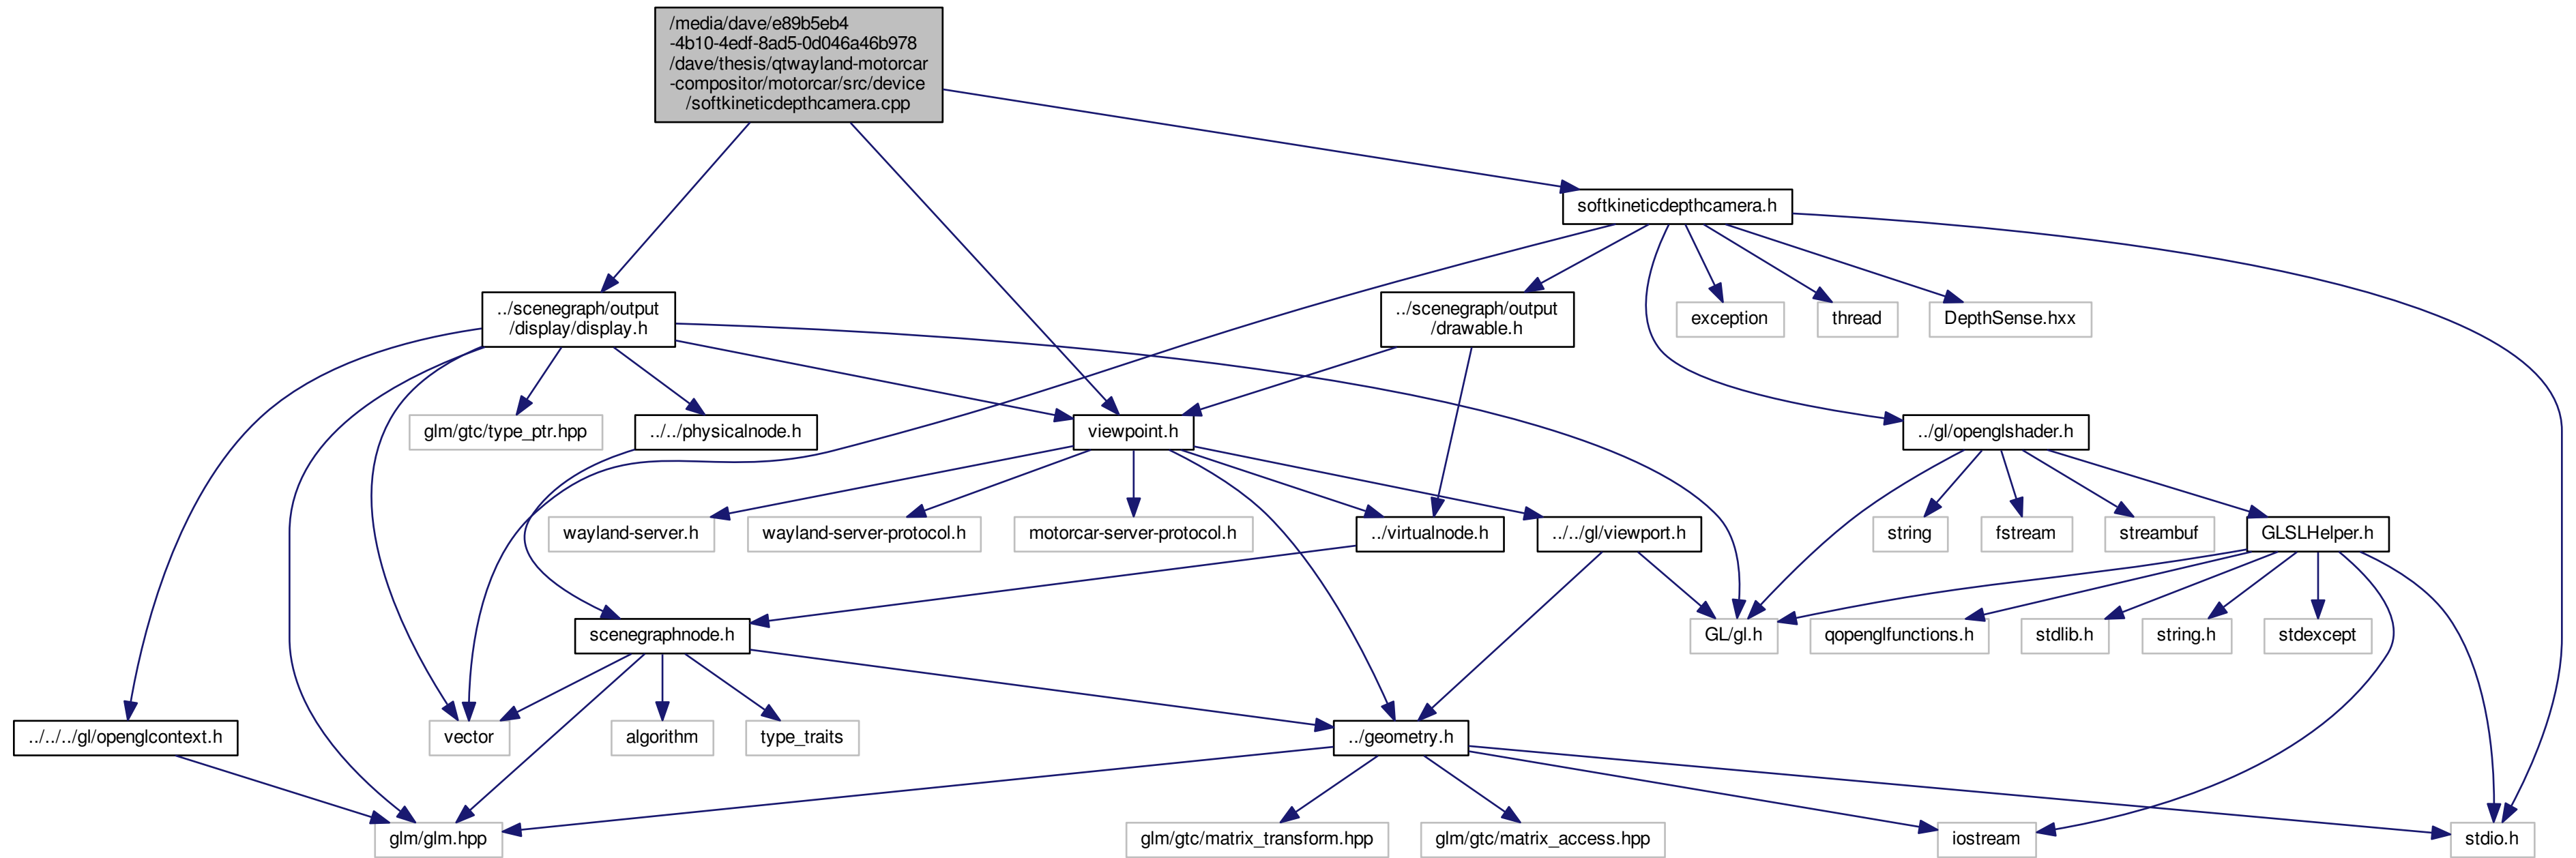 /media/dave/e89b5eb4
-4b10-4edf-8ad5-0d046a46b978
/dave/thesis/qtwayland-motorcar
-compositor/motorcar/src/device
/softkineticdepthcamera.cpp
softkineticdepthcamera.h
../scenegraph/output
/display/display.h
../scenegraph/output
/drawable.h
exception
thread
DepthSense.hxx
glm/gtc/type_ptr.hpp
../../physicalnode.h
viewpoint.h
../gl/openglshader.h
wayland-server.h
wayland-server-protocol.h
motorcar-server-protocol.h
../virtualnode.h
../../gl/viewport.h
string
fstream
streambuf
GLSLHelper.h
scenegraphnode.h
GL/gl.h
qopenglfunctions.h
stdlib.h
string.h
stdexcept
../../../gl/openglcontext.h
vector
algorithm
type_traits
../geometry.h
glm/glm.hpp
glm/gtc/matrix_transform.hpp
glm/gtc/matrix_access.hpp
iostream
stdio.h